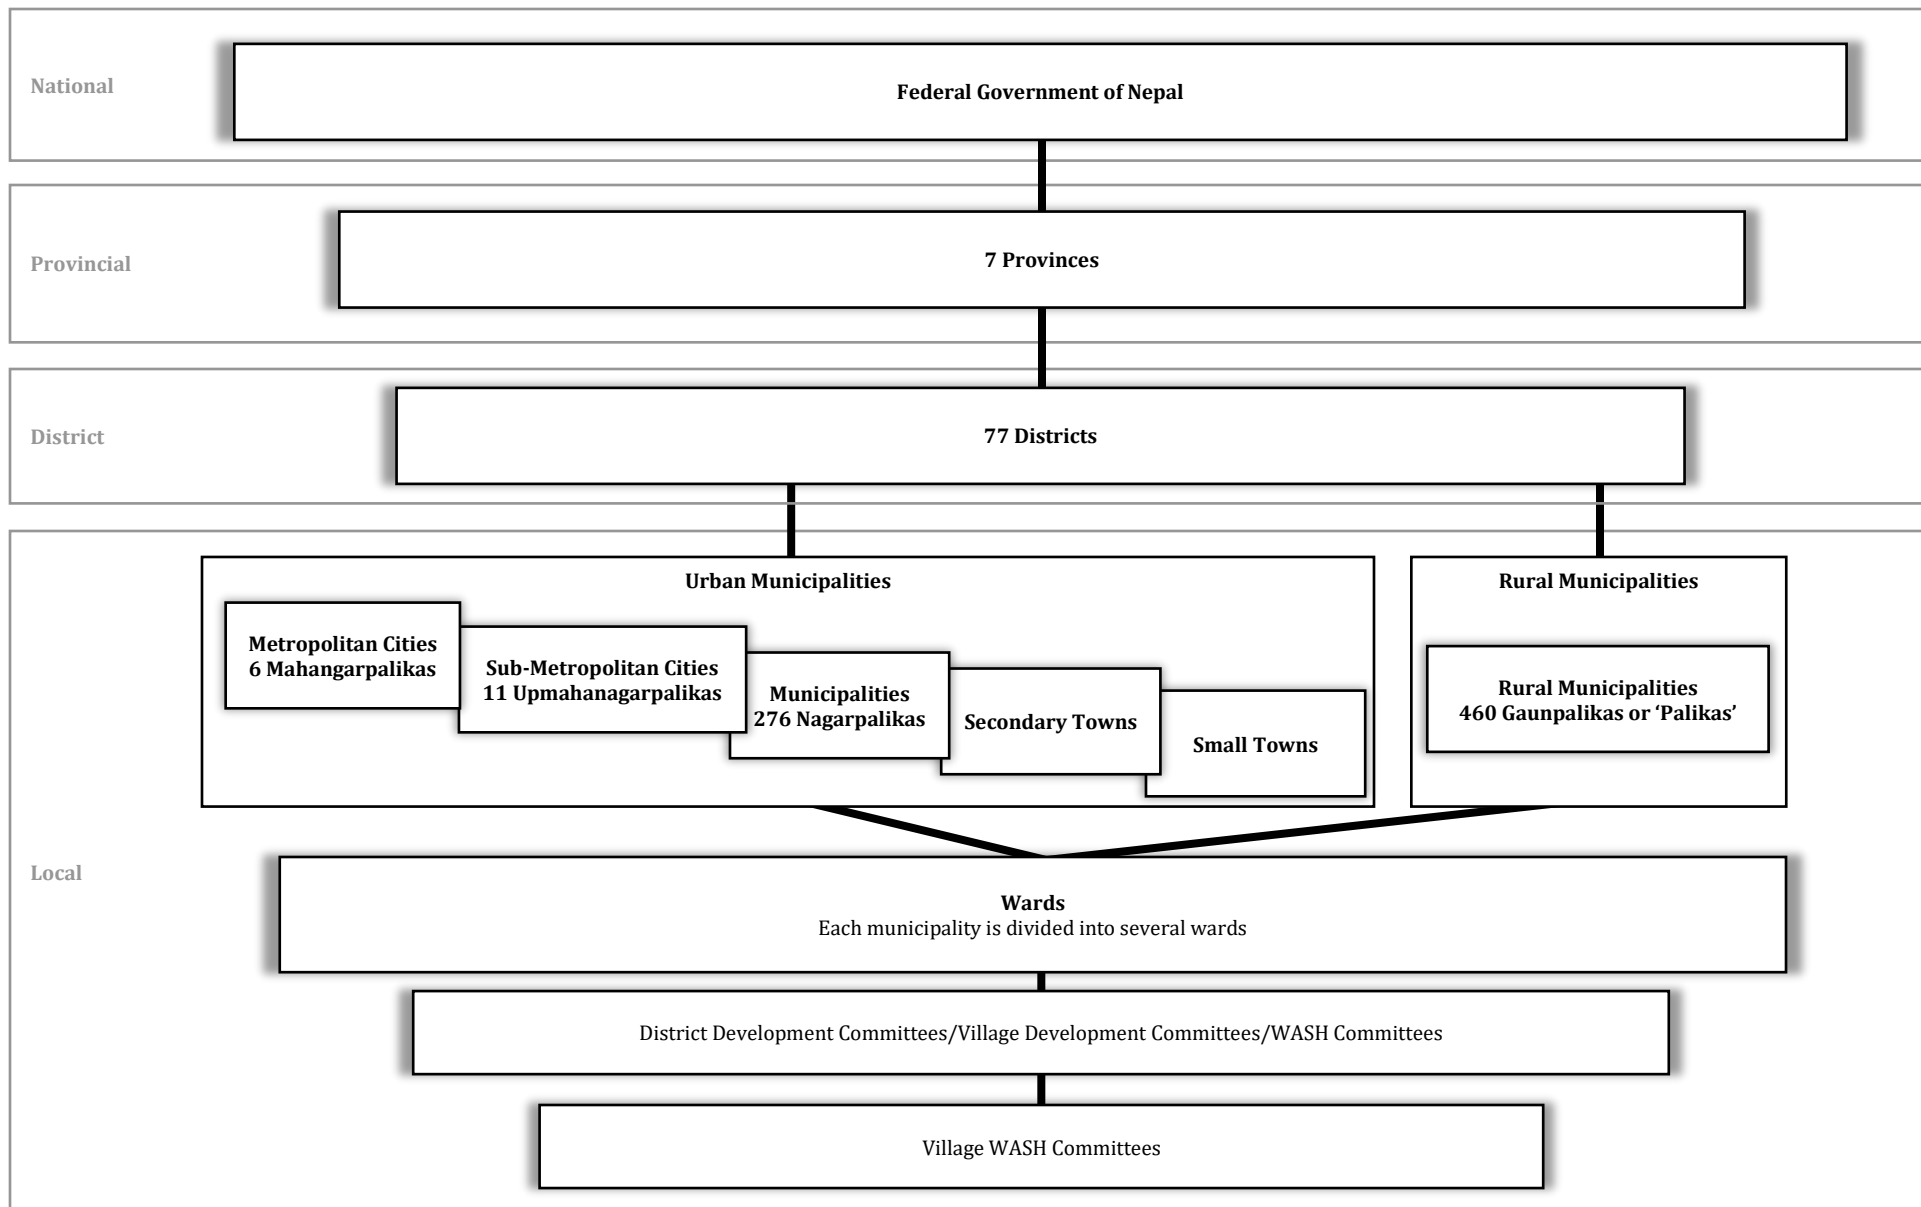 National
Federal Government of Nepal
Provincial
7 Provinces
District
77 Districts
Local
Urban Municipalities
Metropolitan Cities
6 Mahangarpalikas
Sub-Metropolitan Cities
11 Upmahanagarpalikas
Municipalities
276 Nagarpalikas
Secondary Towns
Small Towns
Rural Municipalities
Rural Municipalities
460 Gaunpalikas or ‘Palikas’
Wards
Each municipality is divided into several wards
District Development Committees/Village Development Committees/WASH Committees
Village WASH Committees